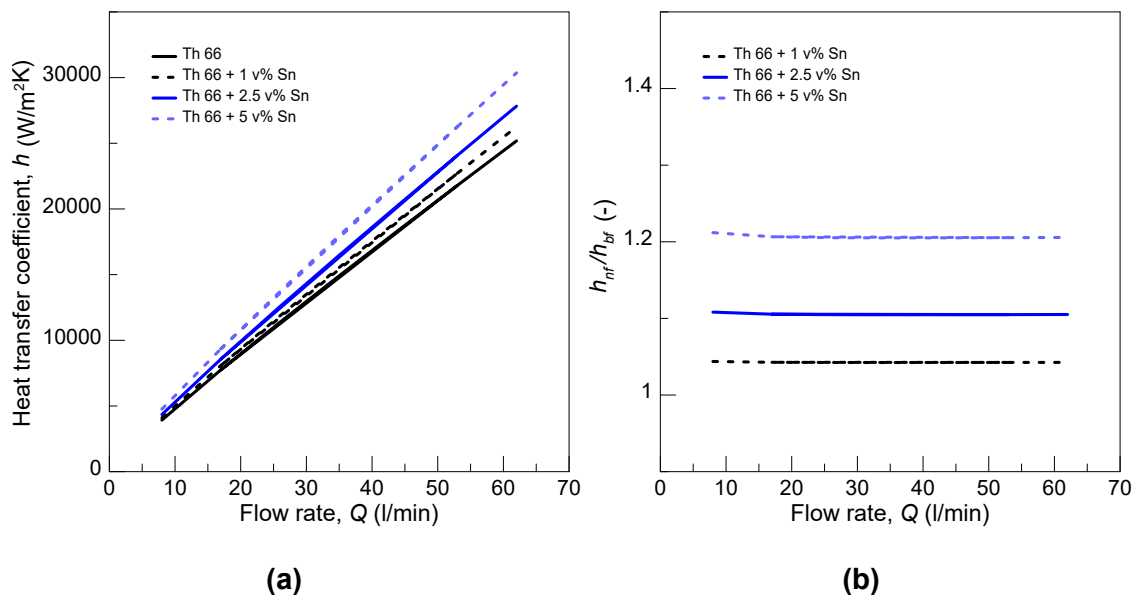 Heat transfer coefficient, h (W/m²K)
30000
20000
10000
0
Th 66
Th 66 + 1 v% Sn
Th 66 + 2.5 v% Sn
Th 66 + 5 v% Sn
0 10 20 30 40 50 60 70
Flow rate, Q (l/min)
(a)
hnf/hbf (-)
1.4
1.2
1
Th 66 + 1 v% Sn
Th 66 + 2.5 v% Sn
Th 66 + 5 v% Sn
0 10 20 30 40 50 60 70
Flow rate, Q (l/min)
(b)